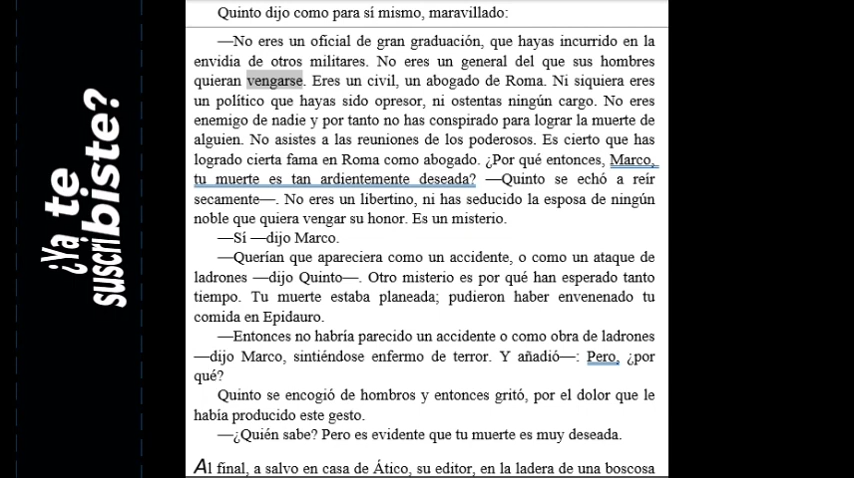 ¿Ya te
suscribiste?
Quinto dijo como para sí mismo, maravillado:
—No eres un oficial de gran graduación, que hayas incurrido en la
envidia de otros militares. No eres un general del que sus hombres
quieran vengarse. Eres un civil, un abogado de Roma. Ni siquiera eres
un político que hayas sido opresor, ni ostentas ningún cargo. No eres
enemigo de nadie y por tanto no has conspirado para lograr la muerte de
alguien. No asistes a las reuniones de los poderosos. Es cierto que has
logrado cierta fama en Roma como abogado. ¿Por qué entonces, Marco,
tu muerte es tan ardientemente deseada? —Quinto se echó a reír
secamente—. No eres un libertino, ni has seducido la esposa de ningún
noble que quiera vengar su honor. Es un misterio.
—Sí —dijo Marco.
—Querían que apareciera como un accidente, o como un ataque de
ladrones —dijo Quinto—. Otro misterio es por qué han esperado tanto
tiempo. Tu muerte estaba planeada; pudieron haber envenenado tu
comida en Epidauro.
—Entonces no habría parecido un accidente o como obra de ladrones
—dijo Marco, sintiéndose enfermo de terror. Y añadió—: Pero, ¿por
qué?
Quinto se encogió de hombros y entonces gritó, por el dolor que le
había producido este gesto.
—¿Quién sabe? Pero es evidente que tu muerte es muy deseada.
Al final, a salvo en casa de Ático, su editor, en la ladera de una boscosa